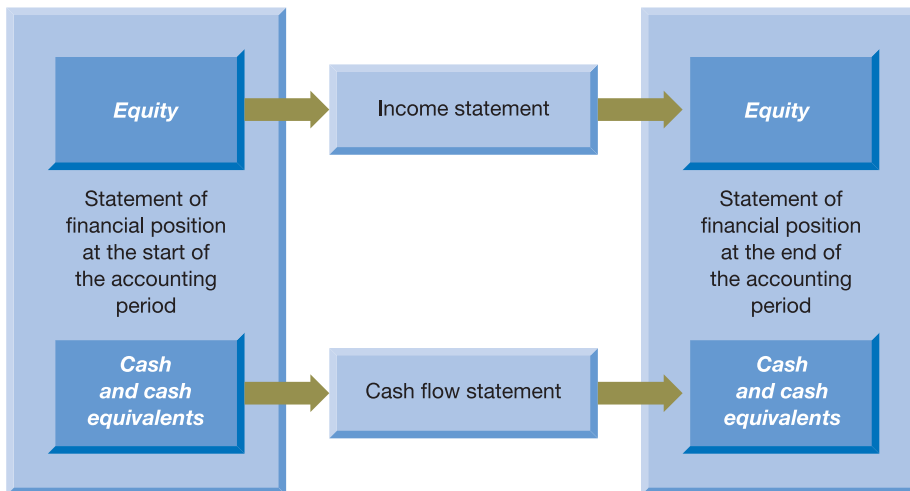 Equity
Income statement
Equity
Statement of
financial position
at the start of
the accounting
period
Statement of
financial position
at the end of
the accounting
period
Cash
and cash
equivalents
Cash flow statement
Cash
and cash
equivalents